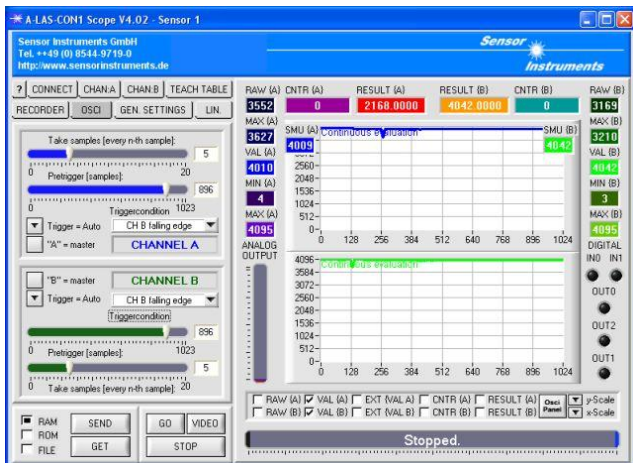 A-LAS-CON1 Scope V4.02 - Sensor 1
Sensor Instruments GmbH
Tel. ++49 (0) 8544-9719-0
http://www.sensorinstruments.de
Sensor
Instruments
? CONNECT CHAN:A CHAN:B TEACH TABLE
RECORDER OSCI GEN. SETTINGS LIN.
Take samples [every n-th sample]:
5
0 20
Pretrigger [samples]:
896
0 Triggercondition 1023
Trigger = Auto CH B falling edge
"A" = master CHANNEL A
"B" = master CHANNEL B
Trigger = Auto CH B falling edge
Triggercondition
896
0 Pretrigger [samples]: 1023
5
0 Take samples [every n-th sample]: 20
RAM
ROM
FILE
SEND GO VIDEO
GET STOP
RAW (A) CNTR (A) RESULT (A) RESULT (B) CNTR (B) RAW (B)
3552 0 2168.0000 4042.0000 0 3169
MAX (A) MAX (B)
3627 3210
VAL (A) VAL (B)
4010 4042
MIN (A) MIN (B)
4 3
MAX (A) MAX (B)
4095 4095
SMU (A) Continuous evaluation SMU (B)
4009 4042
2560
2048
1536
1024
512
0
0 128 256 384 512 640 768 896 1024
ANALOG
OUTPUT
4096
Continuous evaluation
3584
3072
2560
2048
1536
1024
512
0
0 128 256 384 512 640 768 896 1024
DIGITAL
IN0 IN1
OUT0
OUT2
OUT1
RAW (A) VAL (A) EXT (VAL A) CNTR (A) RESULT (A) Osci Panel y-Scale
RAW (B) VAL (B) EXT (VAL B) CNTR (B) RESULT (B) x-Scale
Stopped.